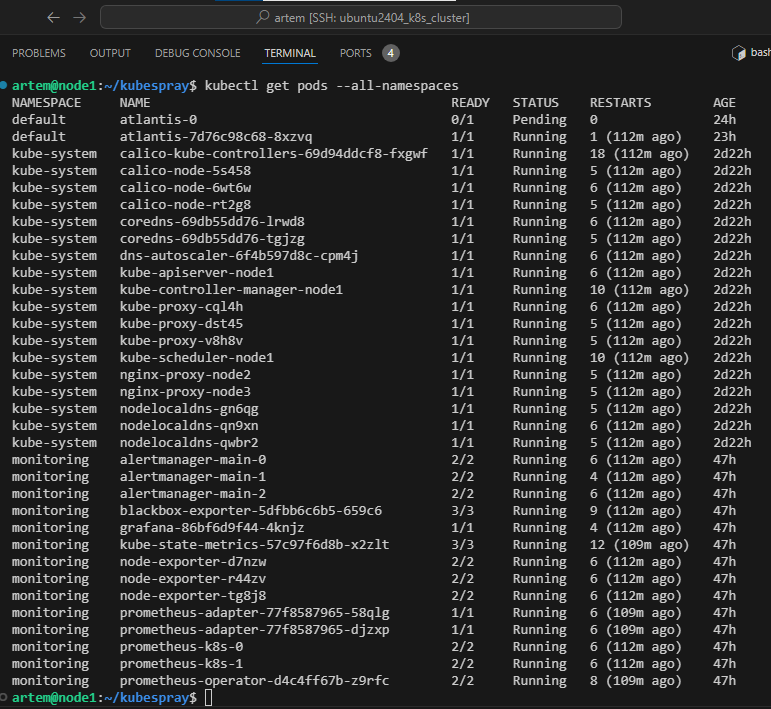 artem [SSH: ubuntu2404_k8s_cluster]
PROBLEMS OUTPUT DEBUG CONSOLE TERMINAL PORTS 4 bash
artem@node1:~/kubespray$ kubectl get pods --all-namespaces
NAMESPACE NAME READY STATUS RESTARTS AGE
default atlantis-0 0/1 Pending 0 24h
default atlantis-7d76c98c68-8xzvq 1/1 Running 1 (112m ago) 23h
kube-system calico-kube-controllers-69d94ddcf8-fxgwf 1/1 Running 18 (112m ago) 2d22h
kube-system calico-node-5s458 1/1 Running 5 (112m ago) 2d22h
kube-system calico-node-6wt6w 1/1 Running 6 (112m ago) 2d22h
kube-system calico-node-rt2g8 1/1 Running 5 (112m ago) 2d22h
kube-system coredns-69db55dd76-lrwd8 1/1 Running 6 (112m ago) 2d22h
kube-system coredns-69db55dd76-tgjzg 1/1 Running 5 (112m ago) 2d22h
kube-system dns-autoscaler-6f4b597d8c-cpm4j 1/1 Running 6 (112m ago) 2d22h
kube-system kube-apiserver-node1 1/1 Running 6 (112m ago) 2d22h
kube-system kube-controller-manager-node1 1/1 Running 10 (112m ago) 2d22h
kube-system kube-proxy-cql4h 1/1 Running 6 (112m ago) 2d22h
kube-system kube-proxy-dst45 1/1 Running 5 (112m ago) 2d22h
kube-system kube-proxy-v8h8v 1/1 Running 5 (112m ago) 2d22h
kube-system kube-scheduler-node1 1/1 Running 10 (112m ago) 2d22h
kube-system nginx-proxy-node2 1/1 Running 5 (112m ago) 2d22h
kube-system nginx-proxy-node3 1/1 Running 5 (112m ago) 2d22h
kube-system nodelocaldns-gn6qg 1/1 Running 5 (112m ago) 2d22h
kube-system nodelocaldns-qn9xn 1/1 Running 6 (112m ago) 2d22h
kube-system nodelocaldns-qwbr2 1/1 Running 5 (112m ago) 2d22h
monitoring alertmanager-main-0 2/2 Running 6 (112m ago) 47h
monitoring alertmanager-main-1 2/2 Running 4 (112m ago) 47h
monitoring alertmanager-main-2 2/2 Running 6 (112m ago) 47h
monitoring blackbox-exporter-5dfbb6c6b5-659c6 3/3 Running 9 (112m ago) 47h
monitoring grafana-86bf6d9f44-4knjz 1/1 Running 4 (112m ago) 47h
monitoring kube-state-metrics-57c97f6d8b-x2zlt 3/3 Running 12 (109m ago) 47h
monitoring node-exporter-d7nzw 2/2 Running 6 (112m ago) 47h
monitoring node-exporter-r44zv 2/2 Running 6 (112m ago) 47h
monitoring node-exporter-tg8j8 2/2 Running 6 (112m ago) 47h
monitoring prometheus-adapter-77f8587965-58qlg 1/1 Running 6 (109m ago) 47h
monitoring prometheus-adapter-77f8587965-djzxp 1/1 Running 6 (109m ago) 47h
monitoring prometheus-k8s-0 2/2 Running 6 (112m ago) 47h
monitoring prometheus-k8s-1 2/2 Running 6 (112m ago) 47h
monitoring prometheus-operator-d4c4ff67b-z9rfc 2/2 Running 8 (109m ago) 47h
artem@node1:~/kubespray$